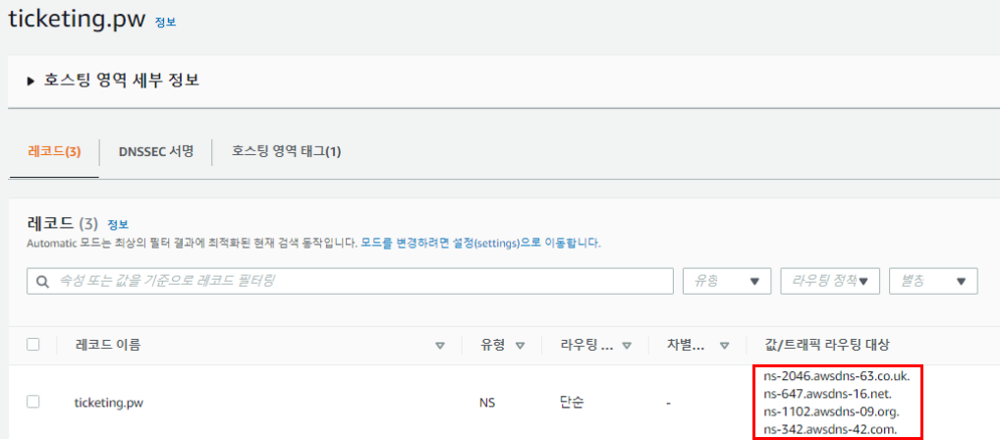 ticketing.pw 정보
▶ 호스팅 영역 세부 정보
레코드(3) DNSSEC 서명 호스팅 영역 태그(1)
레코드 (3) 정보
Automatic 모드는 최상의 필터 결과에 최적화된 현재 검색 동작입니다. 모드를 변경하려면 설정(settings)으로 이동합니다.
속성 또는 값을 기준으로 레코드 필터링 유형 라우팅 정책 별칭
레코드 이름 유형 라우팅 ... 차별... 값/트래픽 라우팅 대상
ns-2046.awsdns-63.co.uk.
ns-647.awsdns-16.net.
ticketing.pw NS 단순 -
ns-1102.awsdns-09.org.
ns-342.awsdns-42.com.